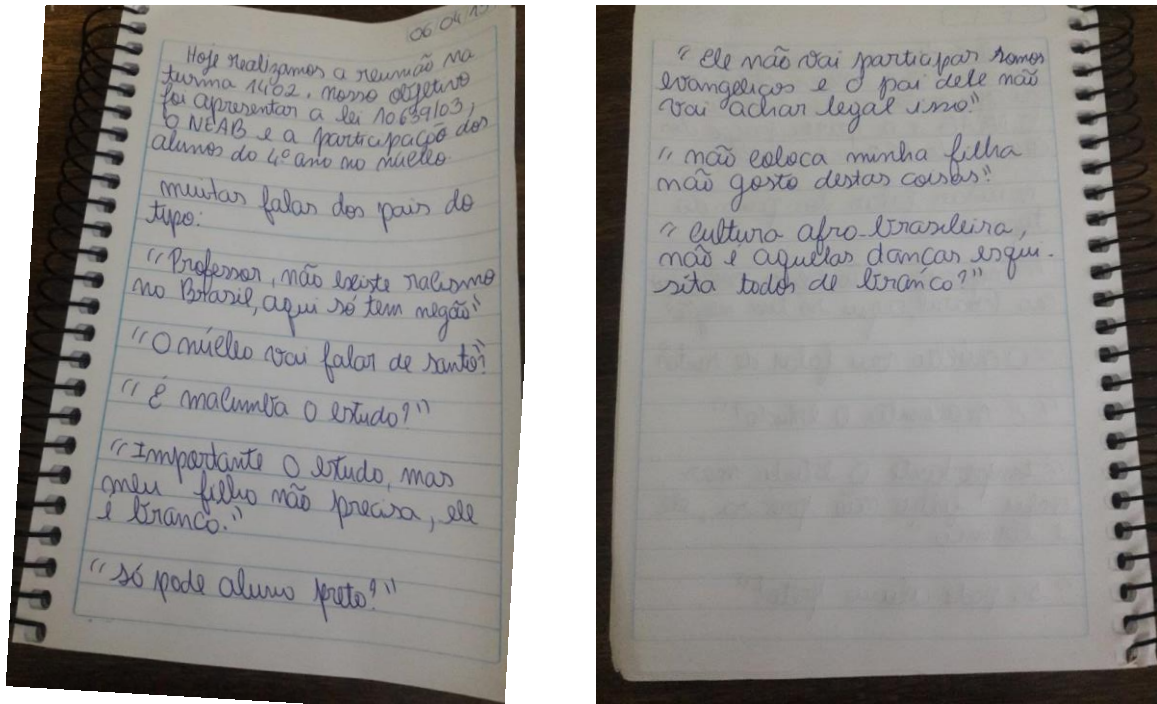 06 04
Hoje realizamos a reunião na
turma 1402. nosso objetivo
foi apresentar a lei 10639/03,
o NEAB e a participação dos
alunos do 4º ano no núcleo.
muitas falas dos pais do
tipo:
"Professor, não existe racismo
no Brasil, aqui só tem negão"
"O núcleo vai falar de santo?"
"É macumba o estudo?"
"Importante o estudo, mas
meu filho não precisa, ele
é branco."
"só pode aluno preto?"
"Ele não vai participar somos
evangelicos e o pai dele não
vai achar legal isso."
"não coloca minha filha
não gosto destas coisas."
"Cultura afro-brasileira,
não é aquelas danças esqui-
sita todos de branco?"